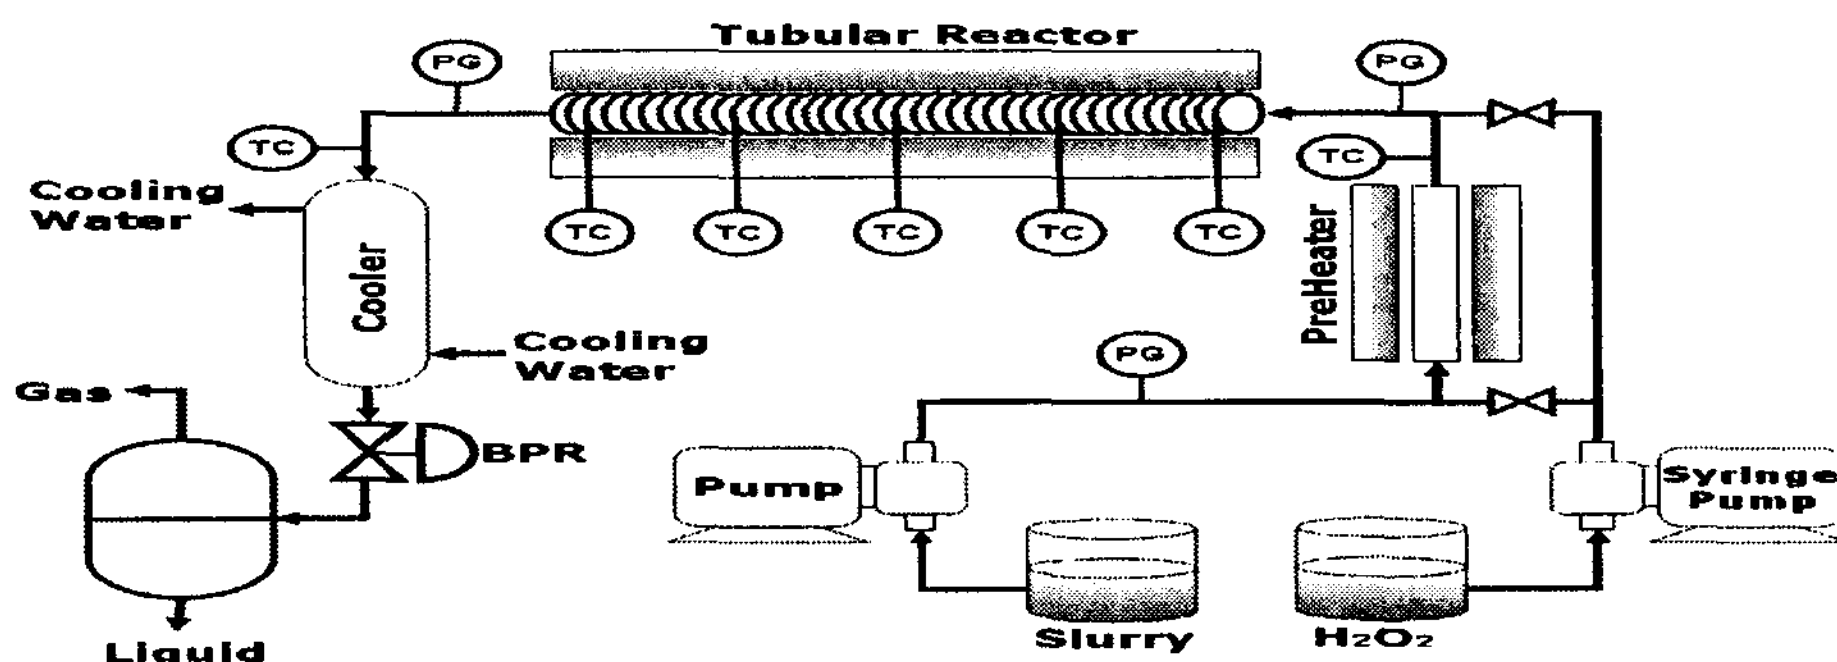 Tubular Reactor
PG
PG
TC
TC
Cooling
Water
TC
TC
TC
TC
TC
PreHeater
Cooler
Cooling
Water
PG
Gas
BPR
Pump
Syringe
Pump
Slurry
H₂O₂
Liquid